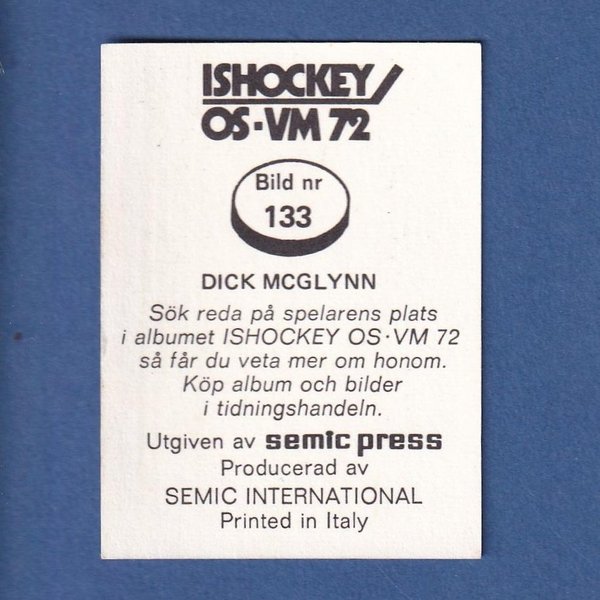 ISHOCKEY/
OS·VM 72
Bild nr
133
DICK MCGLYNN
Sök reda på spelarens plats
i albumet ISHOCKEY OS·VM 72
så får du veta mer om honom.
Köp album och bilder
i tidningshandeln.
Utgiven av semic press
Producerad av
SEMIC INTERNATIONAL
Printed in Italy